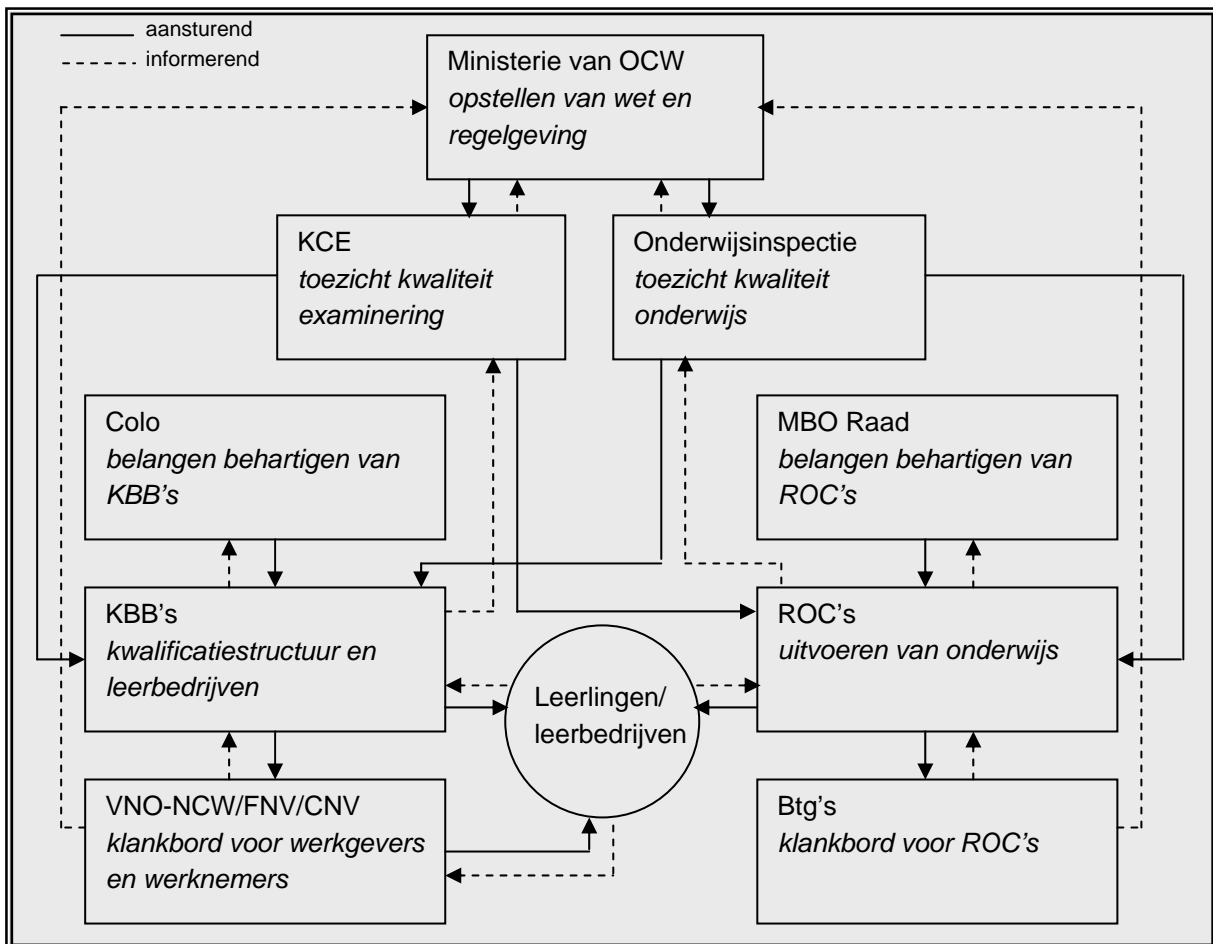 aansturend
informerend
Ministerie van OCW
opstellen van wet en
regelgeving
KCE
toezicht kwaliteit
examinering
Onderwijsinspectie
toezicht kwaliteit
onderwijs
Colo
belangen behartigen van
KBB's
MBO Raad
belangen behartigen van
ROC's
KBB's
kwalificatiestructuur en
leerbedrijven
Leerlingen/
leerbedrijven
ROC's
uitvoeren van onderwijs
VNO-NCW/FNV/CNV
klankbord voor werkgevers
en werknemers
Btg's
klankbord voor ROC's